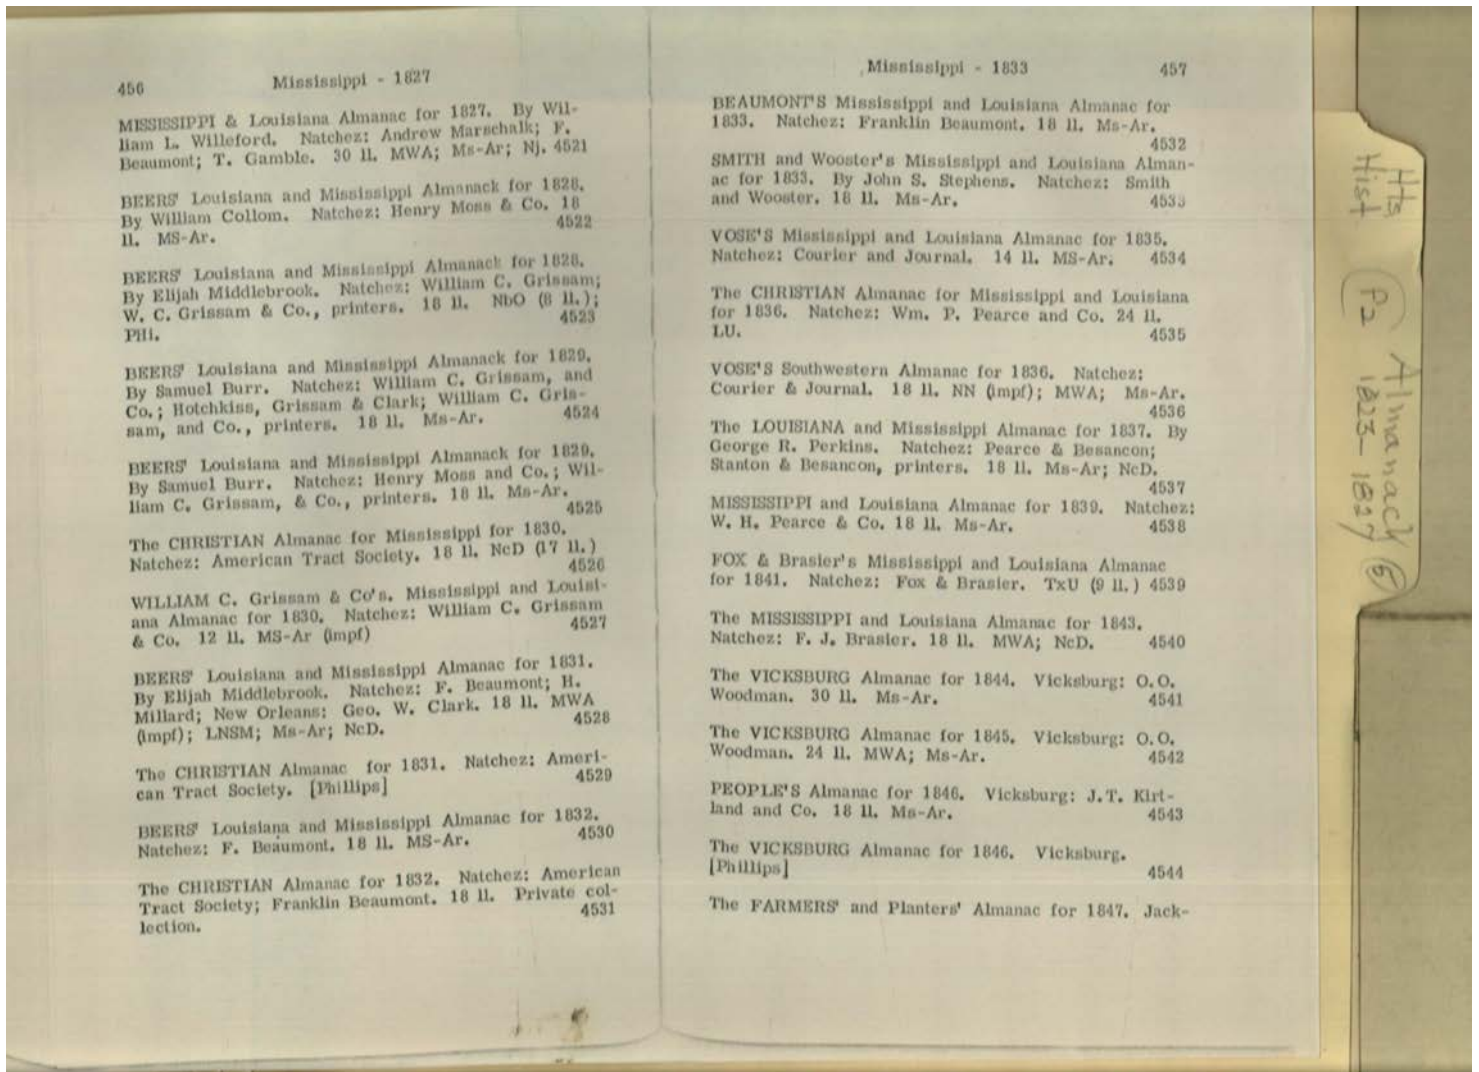 456 Mississippi - 1827
MISSISSIPPI & Louisiana Almanac for 1827. By Wil-
liam L. Willeford. Natchez: Andrew Marschalk; F.
Beaumont; T. Gamble. 30 ll. MWA; Ms-Ar; Nj. 4521
BEERS' Louisiana and Mississippi Almanack for 1828.
By William Collom. Natchez: Henry Moss & Co. 18
ll. MS-Ar. 4522
BEERS' Louisiana and Mississippi Almanack for 1828.
By Elijah Middlebrook. Natchez: William C. Grissam;
W. C. Grissam & Co., printers. 18 ll. NbO (8 ll.);
PHi. 4523
BEERS' Louisiana and Mississippi Almanack for 1829.
By Samuel Burr. Natchez: William C. Grissam, and
Co.; Hotchkiss, Grissam & Clark; William C. Gris-
sam, and Co., printers. 18 ll. Ms-Ar. 4524
BEERS' Louisiana and Mississippi Almanack for 1829.
By Samuel Burr. Natchez: Henry Moss and Co.; Wil-
liam C. Grissam, & Co., printers. 18 ll. Ms-Ar.
4525
The CHRISTIAN Almanac for Mississippi for 1830.
Natchez: American Tract Society. 18 ll. NcD (17 ll.)
4526
WILLIAM C. Grissam & Co's. Mississippi and Louisi-
ana Almanac for 1830. Natchez: William C. Grissam
& Co. 12 ll. MS-Ar (impf) 4527
BEERS' Louisiana and Mississippi Almanac for 1831.
By Elijah Middlebrook. Natchez: F. Beaumont; H.
Millard; New Orleans: Geo. W. Clark. 18 ll. MWA
(impf); LNSM; Ms-Ar; NcD. 4528
The CHRISTIAN Almanac for 1831. Natchez: Ameri-
can Tract Society. [Phillips] 4529
BEERS' Louisiana and Mississippi Almanac for 1832.
Natchez: F. Beaumont. 18 ll. MS-Ar. 4530
The CHRISTIAN Almanac for 1832. Natchez: American
Tract Society; Franklin Beaumont. 18 ll. Private col-
lection. 4531
Mississippi - 1833 457
BEAUMONT'S Mississippi and Louisiana Almanac for
1833. Natchez: Franklin Beaumont. 18 ll. Ms-Ar.
4532
SMITH and Wooster's Mississippi and Louisiana Alman-
ac for 1833. By John S. Stephens. Natchez: Smith
and Wooster. 18 ll. Ms-Ar. 4533
VOSE'S Mississippi and Louisiana Almanac for 1835.
Natchez: Courier and Journal. 14 ll. MS-Ar. 4534
The CHRISTIAN Almanac for Mississippi and Louisiana
for 1836. Natchez: Wm. P. Pearce and Co. 24 ll.
LU. 4535
VOSE'S Southwestern Almanac for 1836. Natchez:
Courier & Journal. 18 ll. NN (impf); MWA; Ms-Ar.
4536
The LOUISIANA and Mississippi Almanac for 1837. By
George R. Perkins. Natchez: Pearce & Besancon;
Stanton & Besancon, printers. 18 ll. Ms-Ar; NcD.
4537
MISSISSIPPI and Louisiana Almanac for 1839. Natchez:
W. H. Pearce & Co. 18 ll. Ms-Ar. 4538
FOX & Brasier's Mississippi and Louisiana Almanac
for 1841. Natchez: Fox & Brasier. TxU (9 ll.) 4539
The MISSISSIPPI and Louisiana Almanac for 1843.
Natchez: F. J. Brasier. 18 ll. MWA; NcD. 4540
The VICKSBURG Almanac for 1844. Vicksburg: O.O.
Woodman. 30 ll. Ms-Ar. 4541
The VICKSBURG Almanac for 1845. Vicksburg: O.O.
Woodman. 24 ll. MWA; Ms-Ar. 4542
PEOPLE'S Almanac for 1846. Vicksburg: J.T. Kirt-
land and Co. 18 ll. Ms-Ar. 4543
The VICKSBURG Almanac for 1846. Vicksburg.
[Phillips] 4544
The FARMERS' and Planters' Almanac for 1847. Jack-
Hts
Hist
P2 Almanack 5
1823-1827